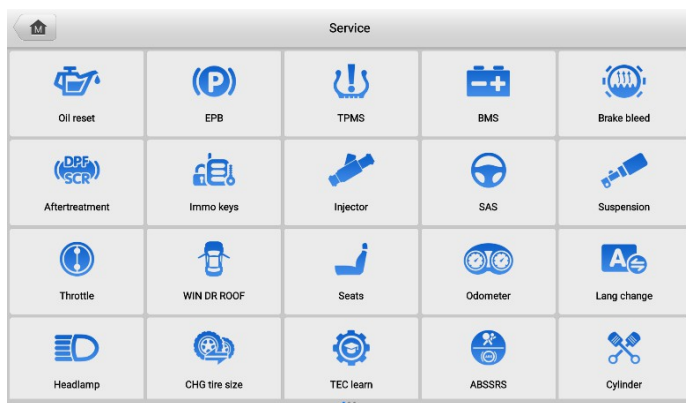 M
Service
Oil reset
EPB
TPMS
BMS
Brake bleed
DPF
SCR
Aftertreatment
Immo keys
Injector
SAS
Suspension
Throttle
WIN DR ROOF
Seats
Odometer
A
Lang change
Headlamp
CHG tire size
TEC learn
ABSSRS
Cylinder